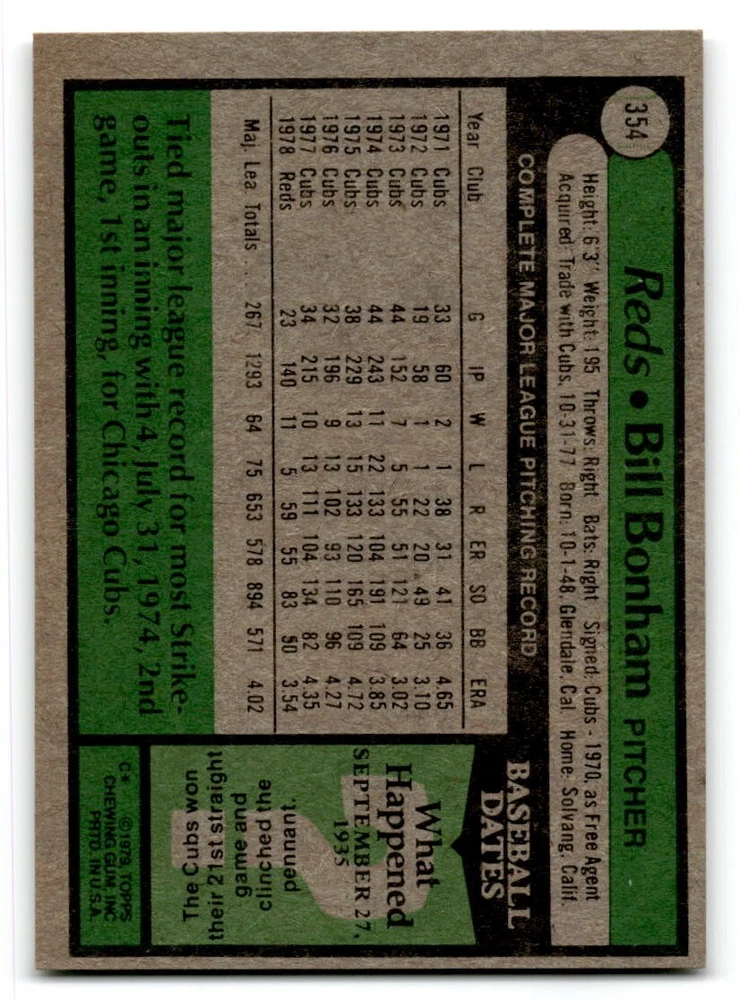 354
Reds • Bill Bonham PITCHER
Height: 6'3" Weight: 195 Throws: Right Bats: Right Signed: Cubs - 1970, as Free Agent
Acquired: Trade with Cubs, 10-31-77 Born: 10-1-48, Glendale, Cal. Home: Solvang, Calif.
COMPLETE MAJOR LEAGUE PITCHING RECORD
Year Club G IP W L R ER SO BB ERA
1971 Cubs 33 60 2 1 38 31 41 36 4.65
1972 Cubs 19 58 1 1 22 20 49 25 3.10
1973 Cubs 44 152 7 5 55 51 121 64 3.02
1974 Cubs 44 243 11 22 133 104 191 109 3.85
1975 Cubs 38 229 13 15 133 120 165 109 4.72
1976 Cubs 32 196 9 13 102 93 110 96 4.27
1977 Cubs 34 215 10 13 111 104 134 82 4.35
1978 Reds 23 140 11 5 59 55 83 50 3.54
Maj. Lea. Totals . . 267 1293 64 75 653 578 894 571 4.02
Tied major league record for most Strike-
outs in an inning with 4, July 31, 1974, 2nd
game, 1st inning, for Chicago Cubs.
BASEBALL
DATES
What
Happened
SEPTEMBER 27,
1935
The Cubs won
their 21st straight
game and
clinched the
pennant.
C* ©1979, TOPPS
CHEWING GUM, INC
PRTD. IN U.S.A.